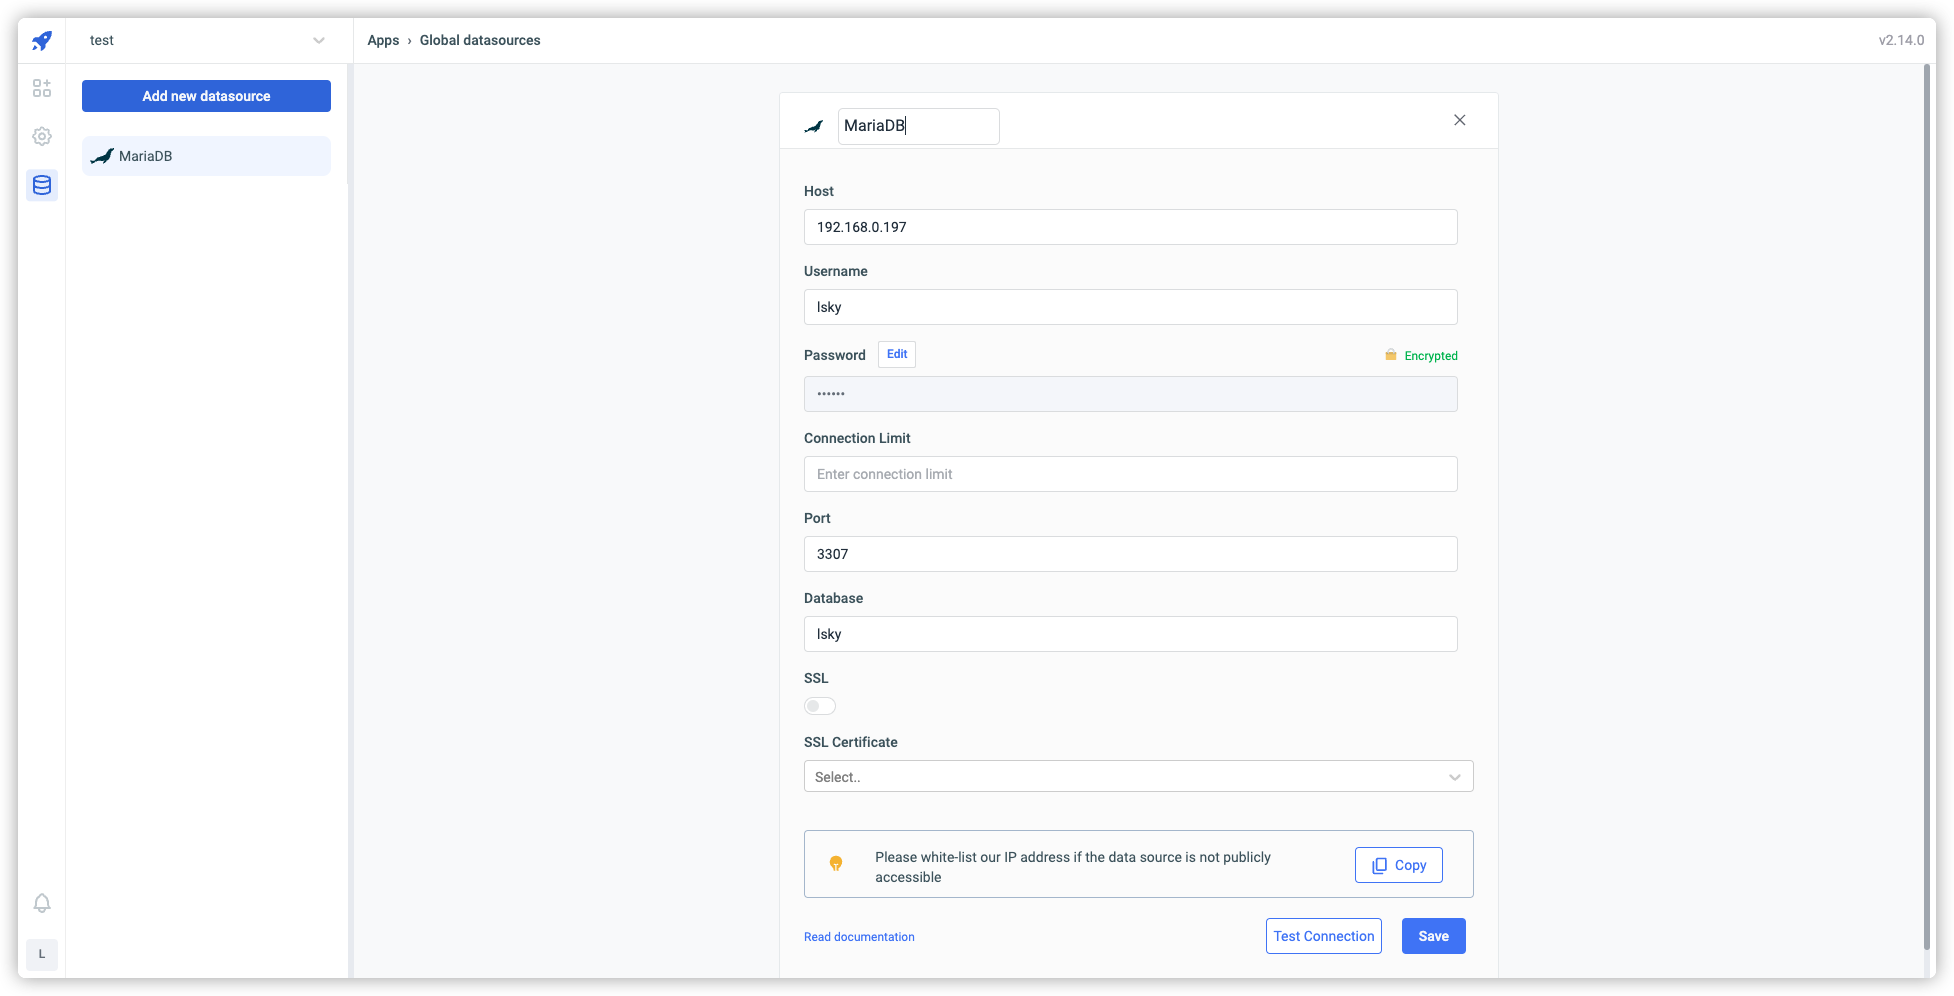 test
Apps › Global datasources
v2.14.0
Add new datasource
MariaDB
MariaDB
Host
192.168.0.197
Username
lsky
Password
Edit
Encrypted
••••••
Connection Limit
Enter connection limit
Port
3307
Database
lsky
SSL
SSL Certificate
Select..
Please white-list our IP address if the data source is not publicly
accessible
Copy
Read documentation
Test Connection
Save
L